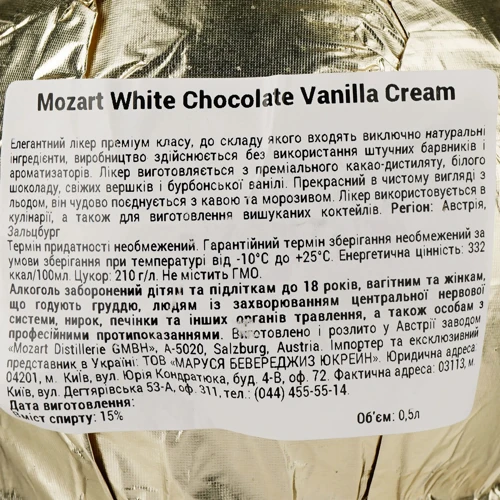 Mozart White Chocolate Vanilla Cream
Елегантний лікер преміум класу, до складу якого входять виключно натуральні
інгредієнти, виробництво здійснюється без використання штучних барвників і
ароматизаторів. Лікер виготовляється з преміального какао-дистиляту, білого
шоколаду, свіжих вершків і бурбонської ванілі. Прекрасний в чистому вигляді з
льодом, він чудово поєднується з кавою та морозивом. Лікер використовується в
кулінарії, а також для виготовлення вишуканих коктейлів. Регіон: Австрія,
Зальцбург
Термін придатності необмежений. Гарантійний термін зберігання необмежений за
умови зберігання при температурі від -10°C до +25°C. Енергетична цінність: 332
ккал/100мл. Цукор: 210 г/л. Не містить ГМО.
Алкоголь заборонений дітям та підліткам до 18 років, вагітним та жінкам,
що годують груддю, людям із захворюванням центральної нервової
системи, нирок, печінки та інших органів травлення, а також особам з
професійними протипоказаннями. Виготовлено і розлито у Австрії заводом
«Mozart Distillerie GMBH», A-5020, Salzburg, Austria. Імпортер та ексклюзивний
представник в Україні: ТОВ «МАРУСЯ БЕВЕРЕДЖИЗ ЮКРЕЙН». Юридична адреса:
04201, м. Київ, вул. Юрія Кондратюка, буд. 4-В, оф. 72. Фактична адреса: 03113, м.
Київ, вул. Дегтярівська 53-А, оф. 311, тел.: (044) 455-55-14.
Дата виготовлення:
Вміст спирту: 15% Об'єм: 0,5л